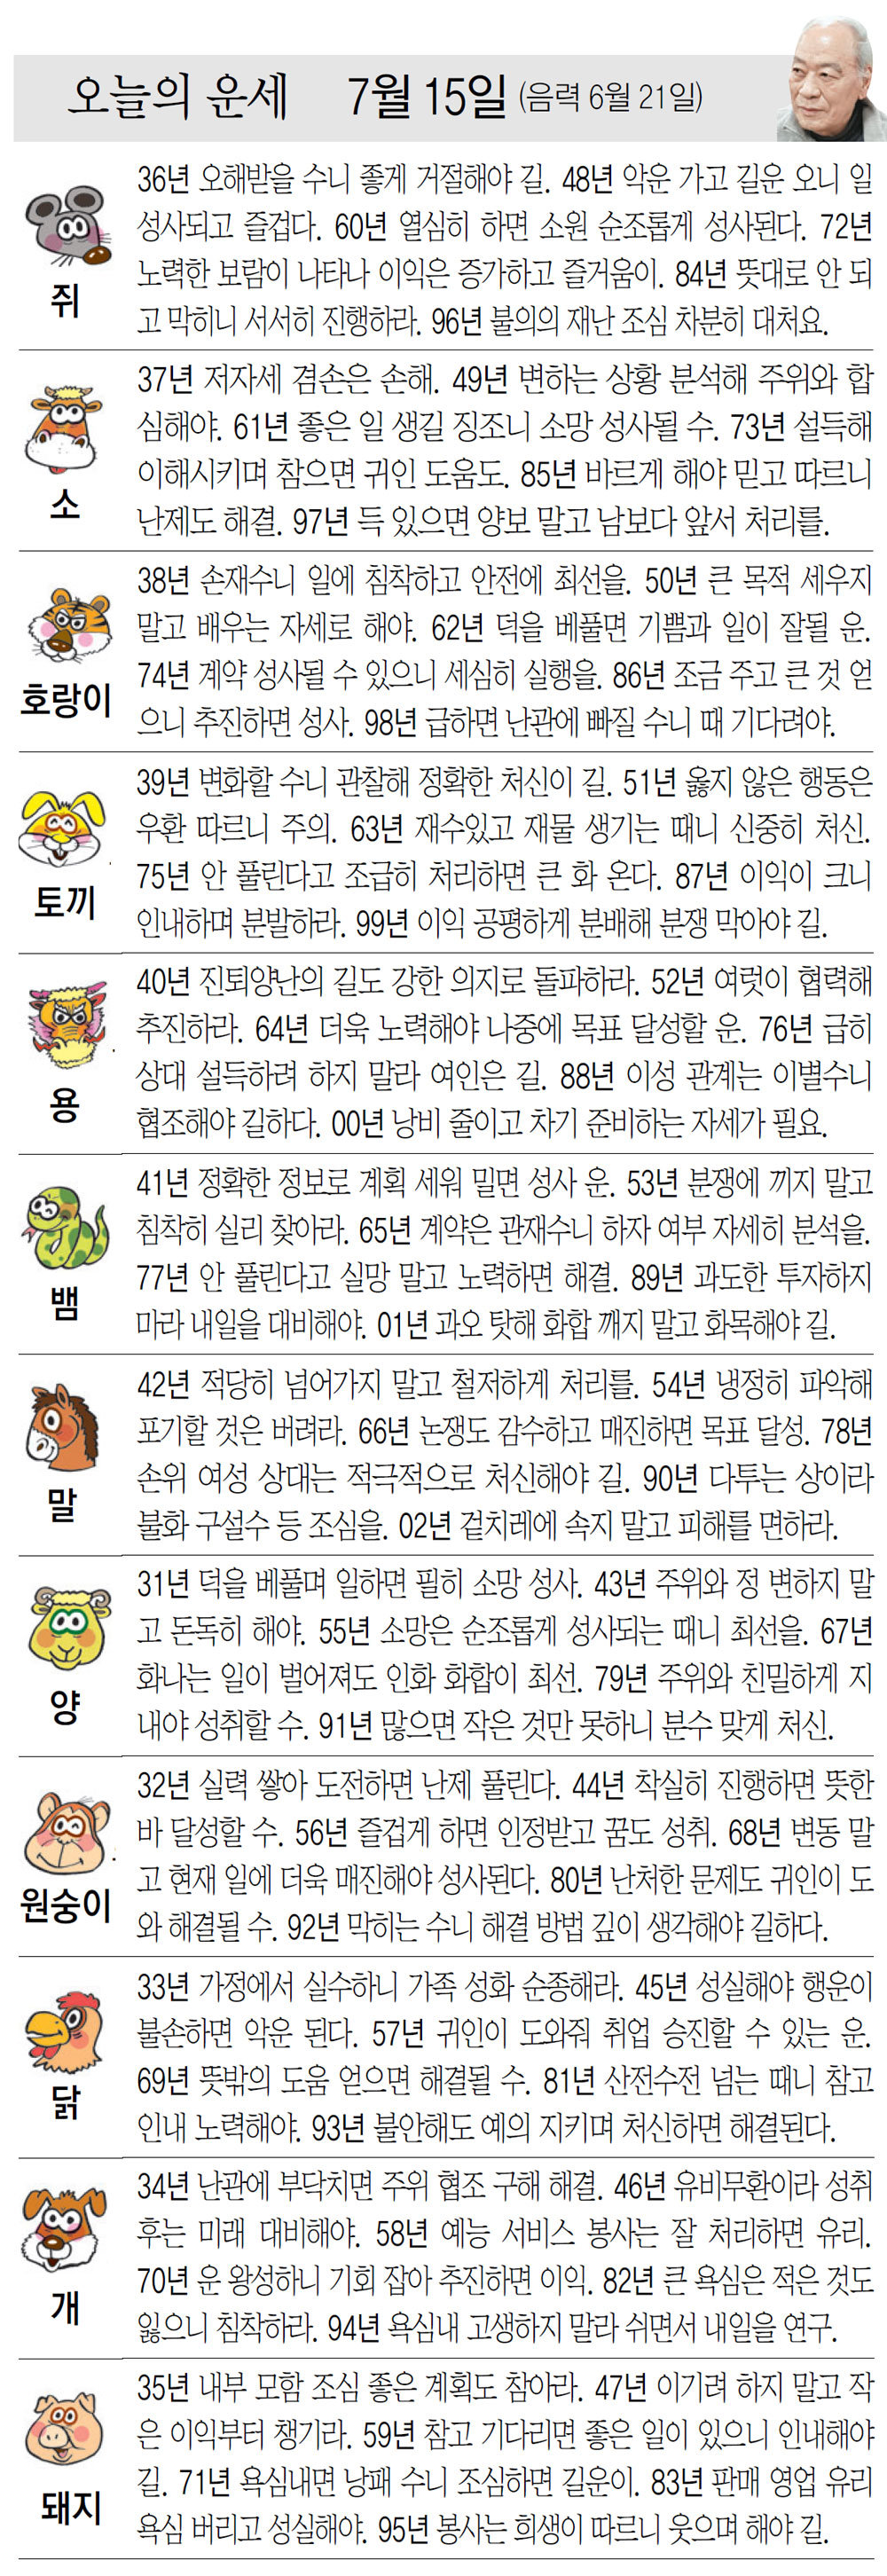 오늘의 운세 7월 15일 (음력 6월 21일)
쥐
36년 오해받을 수니 좋게 거절해야 길. 48년 악운 가고 길운 오니 일
성사되고 즐겁다. 60년 열심히 하면 소원 순조롭게 성사된다. 72년
노력한 보람이 나타나 이익은 증가하고 즐거움이. 84년 뜻대로 안 되
고 막히니 서서히 진행하라. 96년 불의의 재난 조심 차분히 대처요.
소
37년 저자세 겸손은 손해. 49년 변하는 상황 분석해 주위와 합
심해야. 61년 좋은 일 생길 징조니 소망 성사될 수. 73년 설득해
이해시키며 참으면 귀인 도움도. 85년 바르게 해야 믿고 따르니
난제도 해결. 97년 득 있으면 양보 말고 남보다 앞서 처리를.
호랑이
38년 손재수니 일에 침착하고 안전에 최선을. 50년 큰 목적 세우지
말고 배우는 자세로 해야. 62년 덕을 베풀면 기쁨과 일이 잘될 운.
74년 계약 성사될 수 있으니 세심히 실행을. 86년 조금 주고 큰 것 얻
으니 추진하면 성사. 98년 급하면 난관에 빠질 수니 때 기다려야.
토끼
39년 변화할 수니 관찰해 정확한 처신이 길. 51년 옳지 않은 행동은
우환 따르니 주의. 63년 재수있고 재물 생기는 때니 신중히 처신.
75년 안 풀린다고 조급히 처리하면 큰 화 온다. 87년 이익이 크니
인내하며 분발하라. 99년 이익 공평하게 분배해 분쟁 막아야 길.
용
40년 진퇴양난의 길도 강한 의지로 돌파하라. 52년 여럿이 협력해
추진하라. 64년 더욱 노력해야 나중에 목표 달성할 운. 76년 급히
상대 설득하려 하지 말라 여인은 길. 88년 이성 관계는 이별수니
협조해야 길하다. 00년 낭비 줄이고 차기 준비하는 자세가 필요.
뱀
41년 정확한 정보로 계획 세워 밀면 성사 운. 53년 분쟁에 끼지 말고
침착히 실리 찾아라. 65년 계약은 관재수니 하자 여부 자세히 분석을.
77년 안 풀린다고 실망 말고 노력하면 해결. 89년 과도한 투자하지
마라 내일을 대비해야. 01년 과오 탓해 화합 깨지 말고 화목해야 길.
말
42년 적당히 넘어가지 말고 철저하게 처리를. 54년 냉정히 파악해
포기할 것은 버려라. 66년 논쟁도 감수하고 매진하면 목표 달성. 78년
손위 여성 상대는 적극적으로 처신해야 길. 90년 다투는 상이라
불화 구설수 등 조심을. 02년 겉치레에 속지 말고 피해를 면하라.
양
31년 덕을 베풀며 일하면 필히 소망 성사. 43년 주위와 정 변하지 말
고 돈독히 해야. 55년 소망은 순조롭게 성사되는 때니 최선을. 67년
화나는 일이 벌어져도 인화 화합이 최선. 79년 주위와 친밀하게 지
내야 성취할 수. 91년 많으면 작은 것만 못하니 분수 맞게 처신.
원숭이
32년 실력 쌓아 도전하면 난제 풀린다. 44년 착실히 진행하면 뜻한
바 달성할 수. 56년 즐겁게 하면 인정받고 꿈도 성취. 68년 변동 말
고 현재 일에 더욱 매진해야 성사된다. 80년 난처한 문제도 귀인이 도
와 해결될 수. 92년 막히는 수니 해결 방법 깊이 생각해야 길하다.
닭
33년 가정에서 실수하니 가족 성화 순종해라. 45년 성실해야 행운이
불손하면 악운 된다. 57년 귀인이 도와줘 취업 승진할 수 있는 운.
69년 뜻밖의 도움 얻으면 해결될 수. 81년 산전수전 넘는 때니 참고
인내 노력해야. 93년 불안해도 예의 지키며 처신하면 해결된다.
개
34년 난관에 부닥치면 주위 협조 구해 해결. 46년 유비무환이라 성취
후는 미래 대비해야. 58년 예능 서비스 봉사는 잘 처리하면 유리.
70년 운 왕성하니 기회 잡아 추진하면 이익. 82년 큰 욕심은 적은 것도
잃으니 침착하라. 94년 욕심내 고생하지 말라 쉬면서 내일을 연구.
돼지
35년 내부 모함 조심 좋은 계획도 참아라. 47년 이기려 하지 말고 작
은 이익부터 챙기라. 59년 참고 기다리면 좋은 일이 있으니 인내해야
길. 71년 욕심내면 낭패 수니 조심하면 길운이. 83년 판매 영업 유리
욕심 버리고 성실해야. 95년 봉사는 희생이 따르니 웃으며 해야 길.